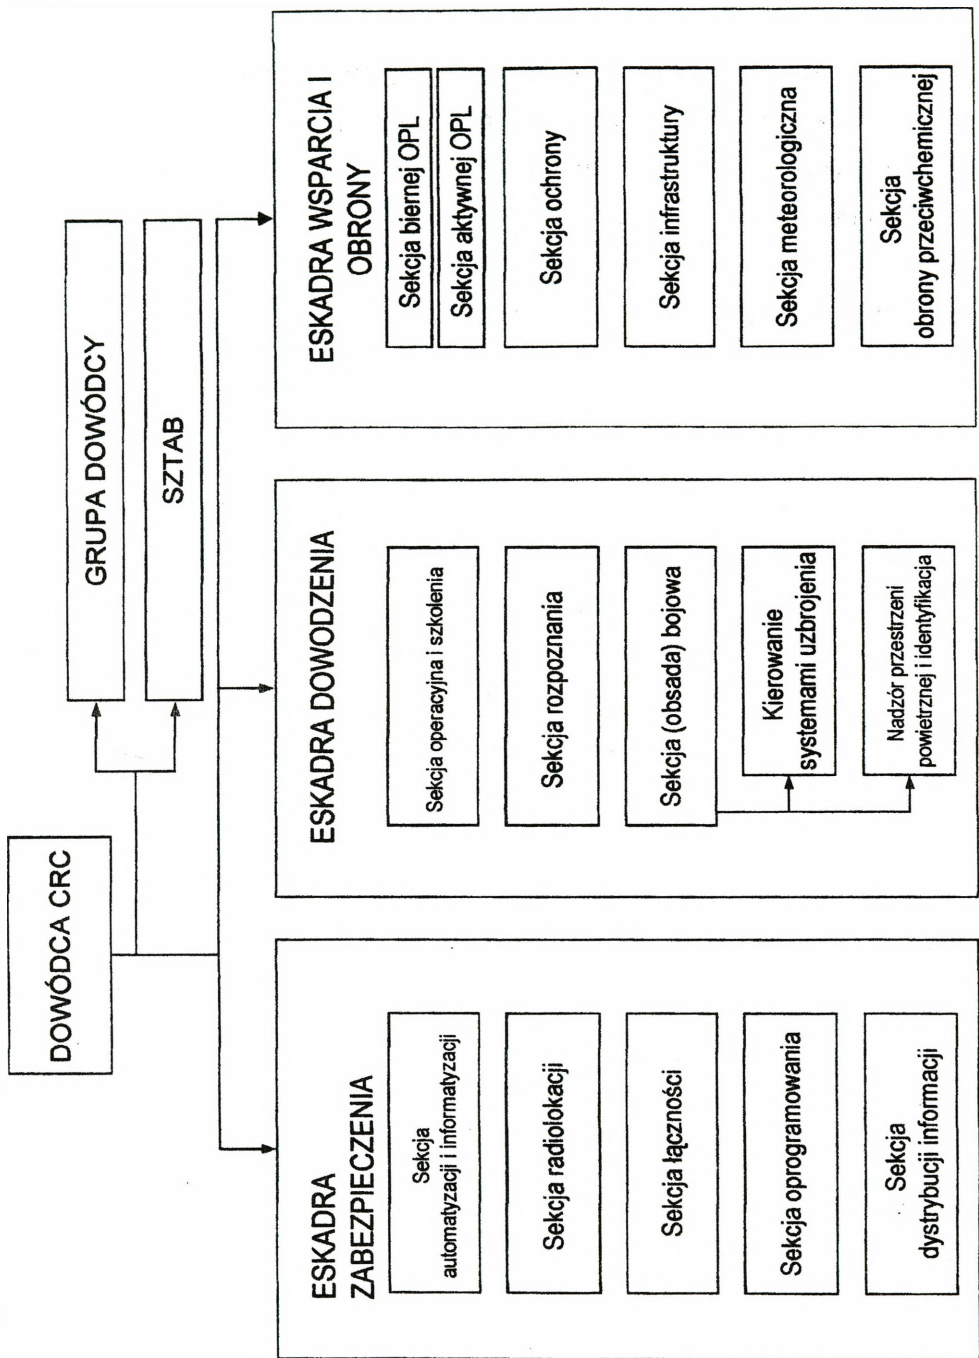 DOWÓDCA CRC
GRUPA DOWÓDCY
SZTAB
ESKADRA
ZABEZPIECZENIA
Sekcja
automatyzacji i informatyzacji
Sekcja radiolokacji
Sekcja łączności
Sekcja oprogramowania
Sekcja
dystrybucji informacji
ESKADRA DOWODZENIA
Sekcja operacyjna i szkolenia
Sekcja rozpoznania
Sekcja (obsada) bojowa
Kierowanie
systemami uzbrojenia
Nadzór przestrzeni
powietrznej i identyfikacja
ESKADRA WSPARCIA I
OBRONY
Sekcja biernej OPL
Sekcja aktywnej OPL
Sekcja ochrony
Sekcja infrastruktury
Sekcja meteorologiczna
Sekcja
obrony przeciwchemicznej